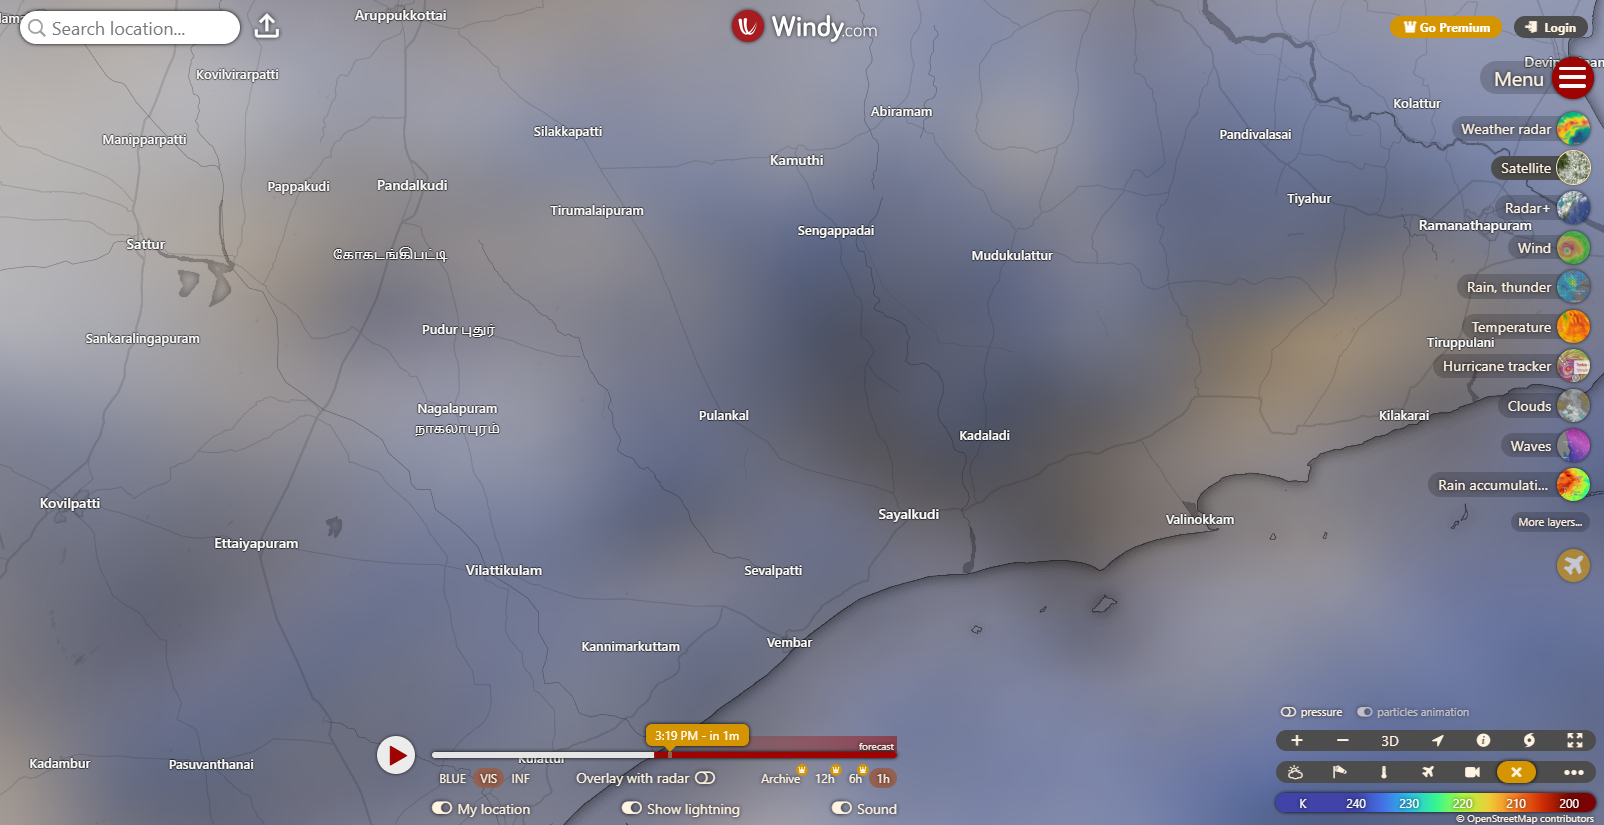 Search location...
Windy.com
Go Premium
Login
Menu
Weather radar
Satellite
Radar+
Wind
Rain, thunder
Temperature
Hurricane tracker
Clouds
Waves
Rain accumulati...
More layers...
Aruppukkottai
Kovilvirarpatti
Manipparpatti
Silakkapatti
Abiramam
Kolattur
Pandivalasai
Kamuthi
Pappakudi
Pandalkudi
Tirumalaipuram
Tiyahur
Ramanathapuram
Sengappadai
Sattur
கோகடங்கிபட்டி
Mudukulattur
Pudur புதுர்
Sankaralingapuram
Tiruppulani
Nagalapuram
நாகலாபுரம்
Pulankal
Kilakarai
Kadaladi
Kovilpatti
Sayalkudi
Valinokkam
Ettaiyapuram
Vilattikulam
Sevalpatti
Kannimarkuttam
Vembar
Kadambur
Pasuvanthanai
3:19 PM - in 1m
forecast
BLUE VIS INF
Overlay with radar
Archive 12h 6h 1h
My location
Show lightning
Sound
pressure
particles animation
3D
K 240 230 220 210 200
© OpenStreetMap contributors